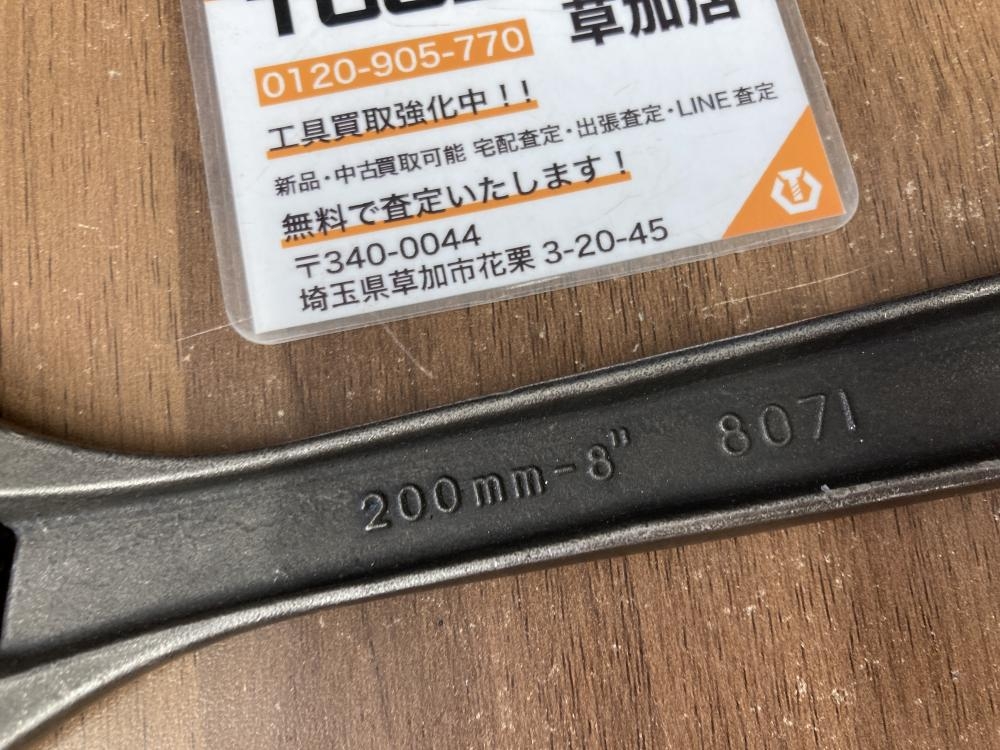 草加店
0120-905-770
工具買取強化中!!
新品・中古買取可能 宅配査定・出張査定・LINE査定
無料で査定いたします!
〒340-0044
埼玉県草加市花栗 3-20-45
200mm-8" 8071